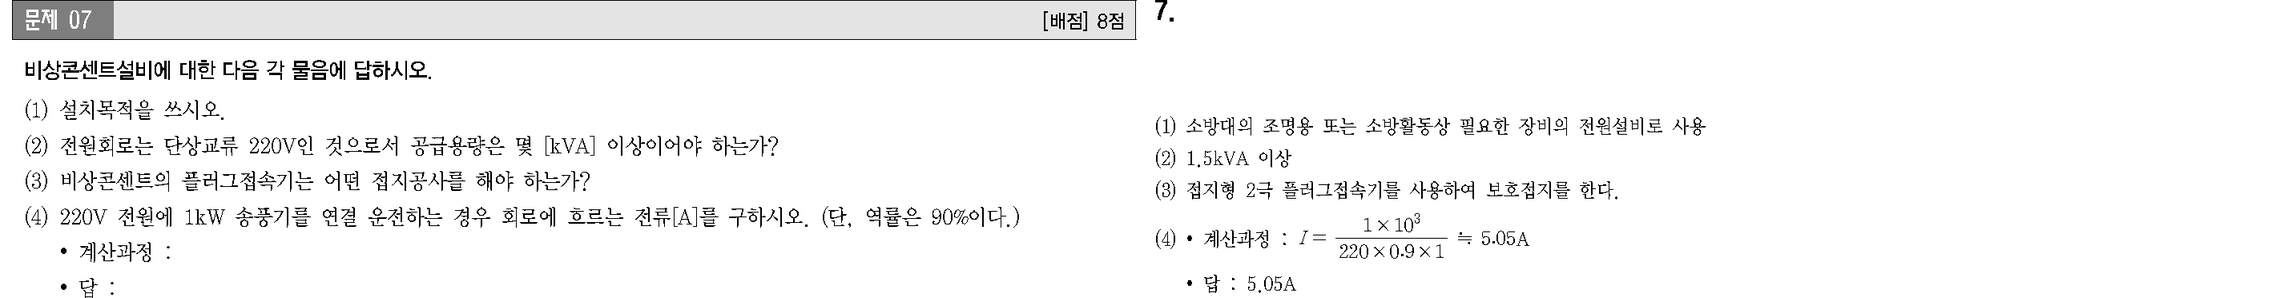 문제 07
[배점] 8점
비상콘센트설비에 대한 다음 각 물음에 답하시오.
(1) 설치목적을 쓰시오.
(2) 전원회로는 단상교류 220V인 것으로서 공급용량은 몇 [kVA] 이상이어야 하는가?
(3) 비상콘센트의 플러그접속기는 어떤 접지공사를 해야 하는가?
(4) 220V 전원에 1kW 송풍기를 연결 운전하는 경우 회로에 흐르는 전류[A]를 구하시오. (단, 역률은 90%이다.)
• 계산과정 :
• 답 :
7.
(1) 소방대의 조명용 또는 소방활동상 필요한 장비의 전원설비로 사용
(2) 1.5kVA 이상
(3) 접지형 2극 플러그접속기를 사용하여 보호접지를 한다.
(4) • 계산과정 : I = \frac{1×10^3}{220×0.9×1} ≒ 5.05A
• 답 : 5.05A